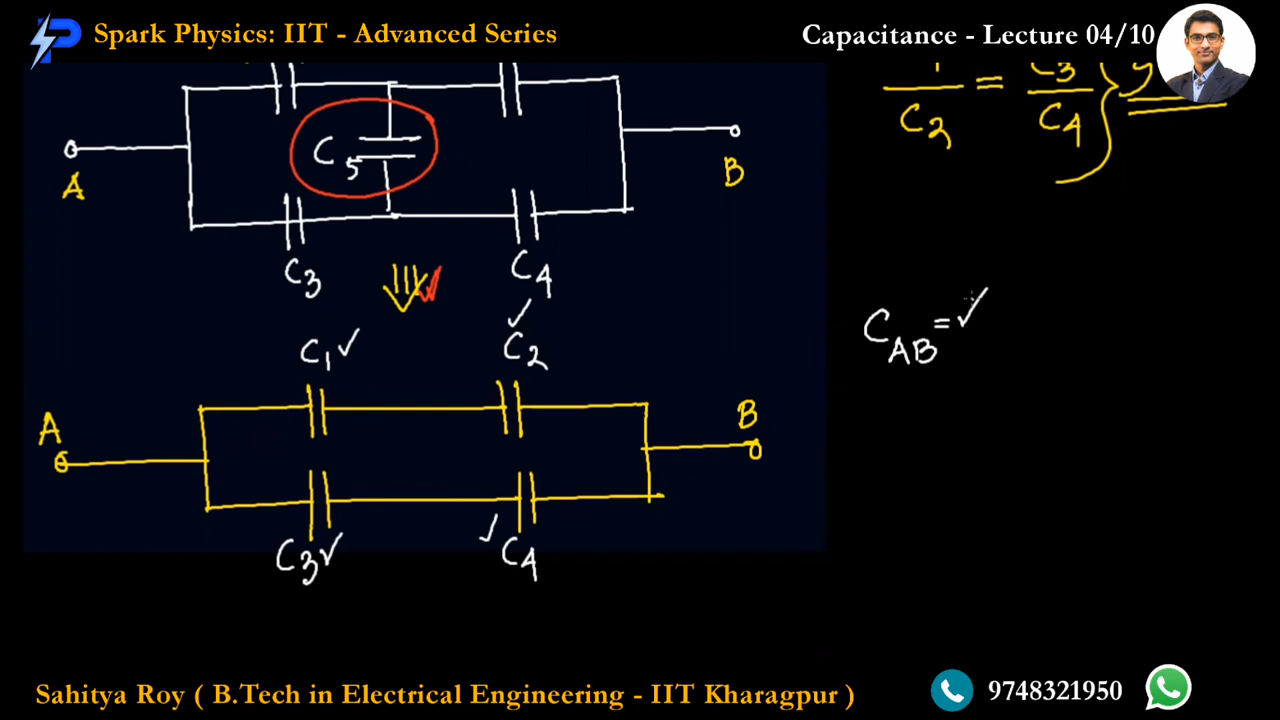 Spark Physics: IIT - Advanced Series
Capacitance - Lecture 04/10
C5
A
B
C3
C4
C2 = C3/C4
C1 ✓
✓ C2
C_AB = ✓
A
B
C3 ✓
✓ C4
Sahitya Roy ( B.Tech in Electrical Engineering - IIT Kharagpur )
9748321950